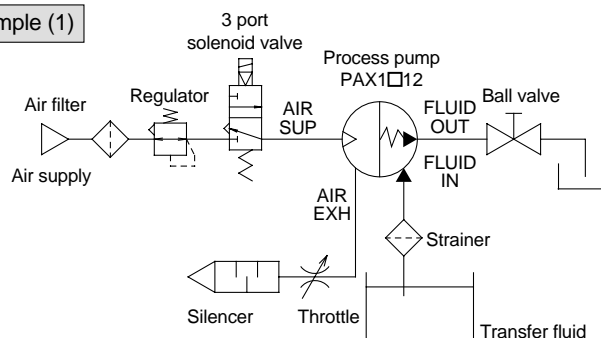 mple (1)
3 port
solenoid valve
Process pump
PAX1□12
Air filter
Regulator
AIR
SUP
FLUID
OUT
Ball valve
Air supply
FLUID
IN
AIR
EXH
Strainer
Silencer
Throttle
Transfer fluid